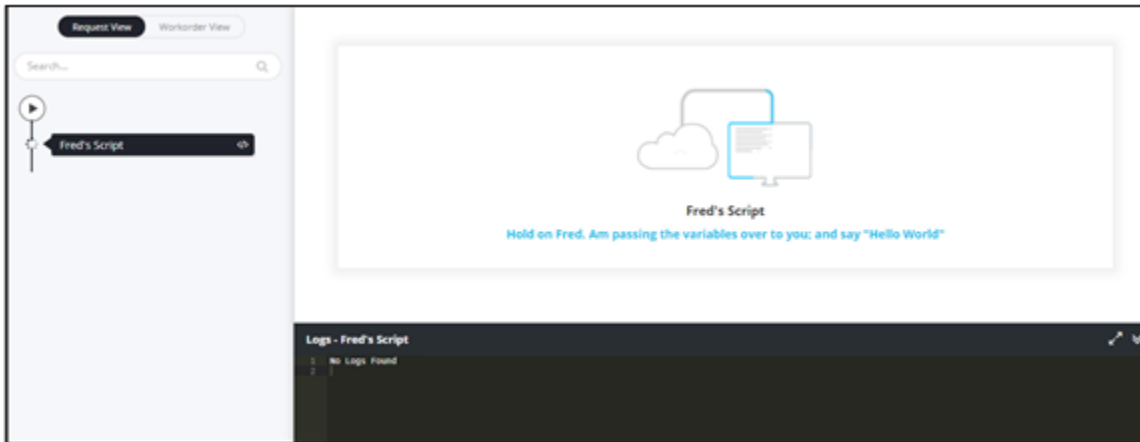 Request View
Workorder View
Search...
Fred's Script
</>
Fred's Script
Hold on Fred. Am passing the variables over to you; and say "Hello World"
Logs - Fred's Script
1 No Logs Found
2